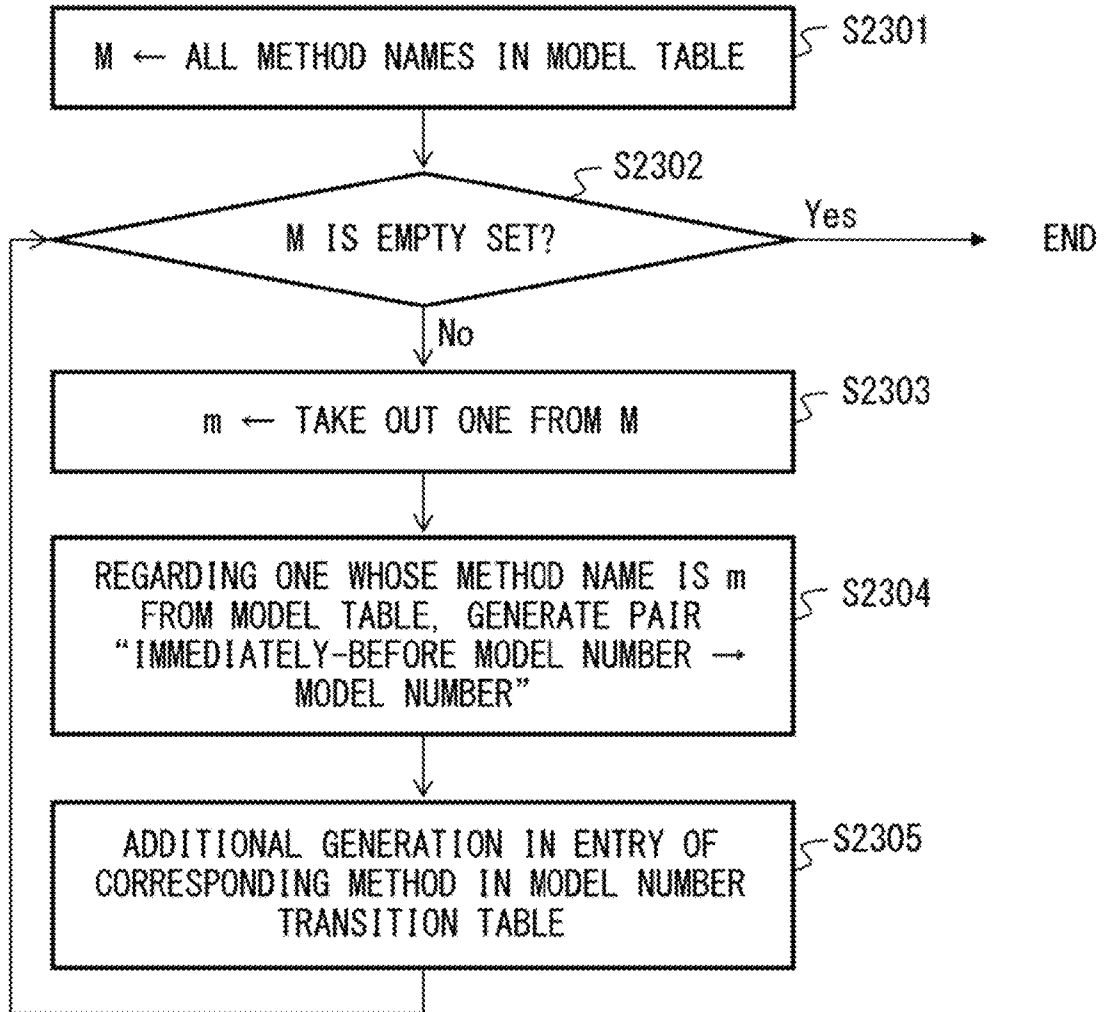 M ← ALL METHOD NAMES IN MODEL TABLE
S2301
S2302
M IS EMPTY SET?
Yes
END
No
m ← TAKE OUT ONE FROM M
S2303
REGARDING ONE WHOSE METHOD NAME IS m
FROM MODEL TABLE, GENERATE PAIR
“IMMEDIATELY-BEFORE MODEL NUMBER →
MODEL NUMBER”
S2304
ADDITIONAL GENERATION IN ENTRY OF
CORRESPONDING METHOD IN MODEL NUMBER
TRANSITION TABLE
S2305